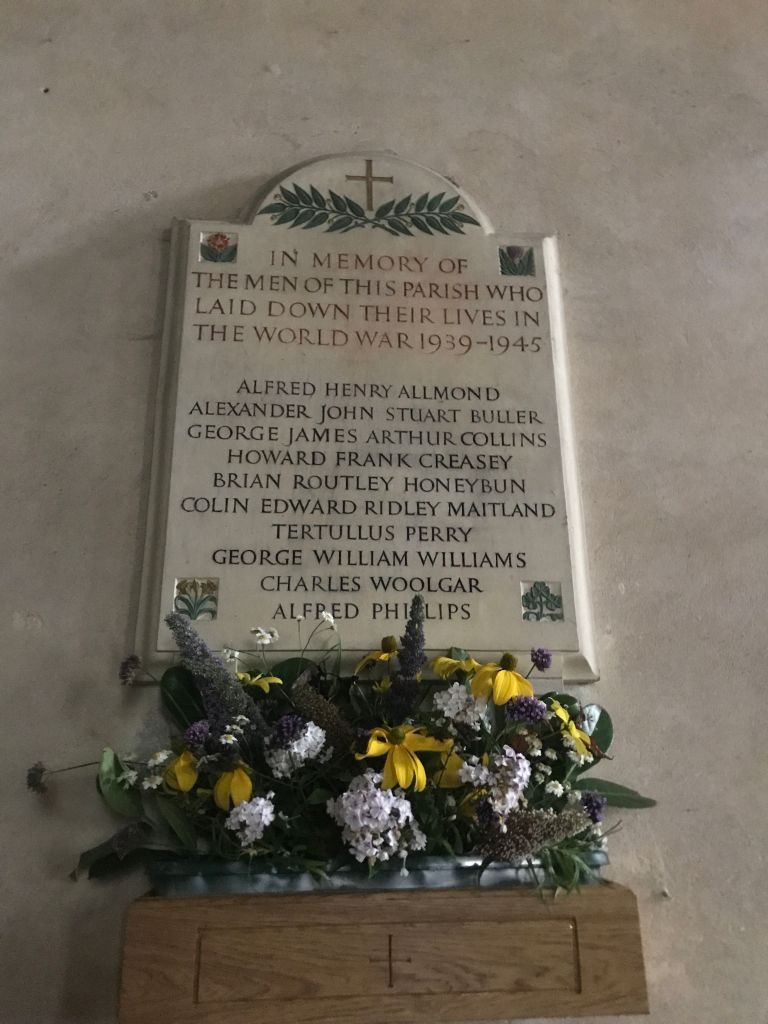 IN MEMORY OF
THE MEN OF THIS PARISH WHO
LAID DOWN THEIR LIVES IN
THE WORLD WAR 1939-1945
ALFRED HENRY ALLMOND
ALEXANDER JOHN STUART BULLER
GEORGE JAMES ARTHUR COLLINS
HOWARD FRANK CREASEY
BRIAN ROUTLEY HONEYBUN
COLIN EDWARD RIDLEY MAITLAND
TERTULLUS PERRY
GEORGE WILLIAM WILLIAMS
CHARLES WOOLGAR
ALFRED PHILLIPS